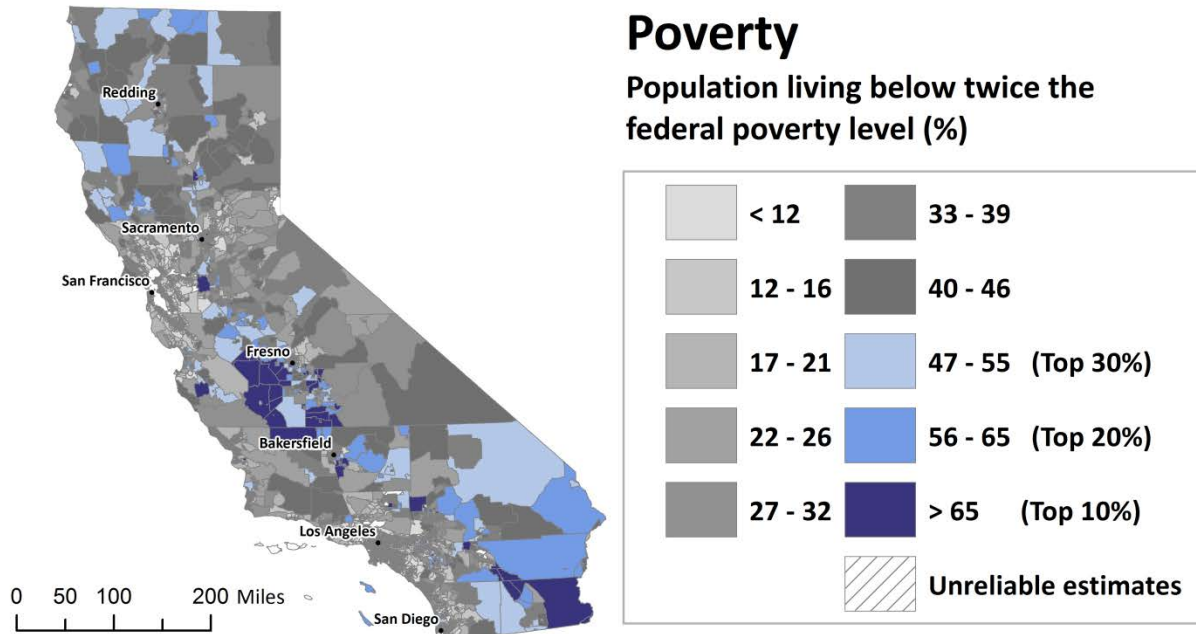 Redding
Sacramento
San Francisco
Fresno
Bakersfield
Los Angeles
San Diego
0 50 100 200 Miles
Poverty
Population living below twice the
federal poverty level (%)
< 12
33 - 39
12 - 16
40 - 46
17 - 21
47 - 55 (Top 30%)
22 - 26
56 - 65 (Top 20%)
27 - 32
> 65 (Top 10%)
Unreliable estimates